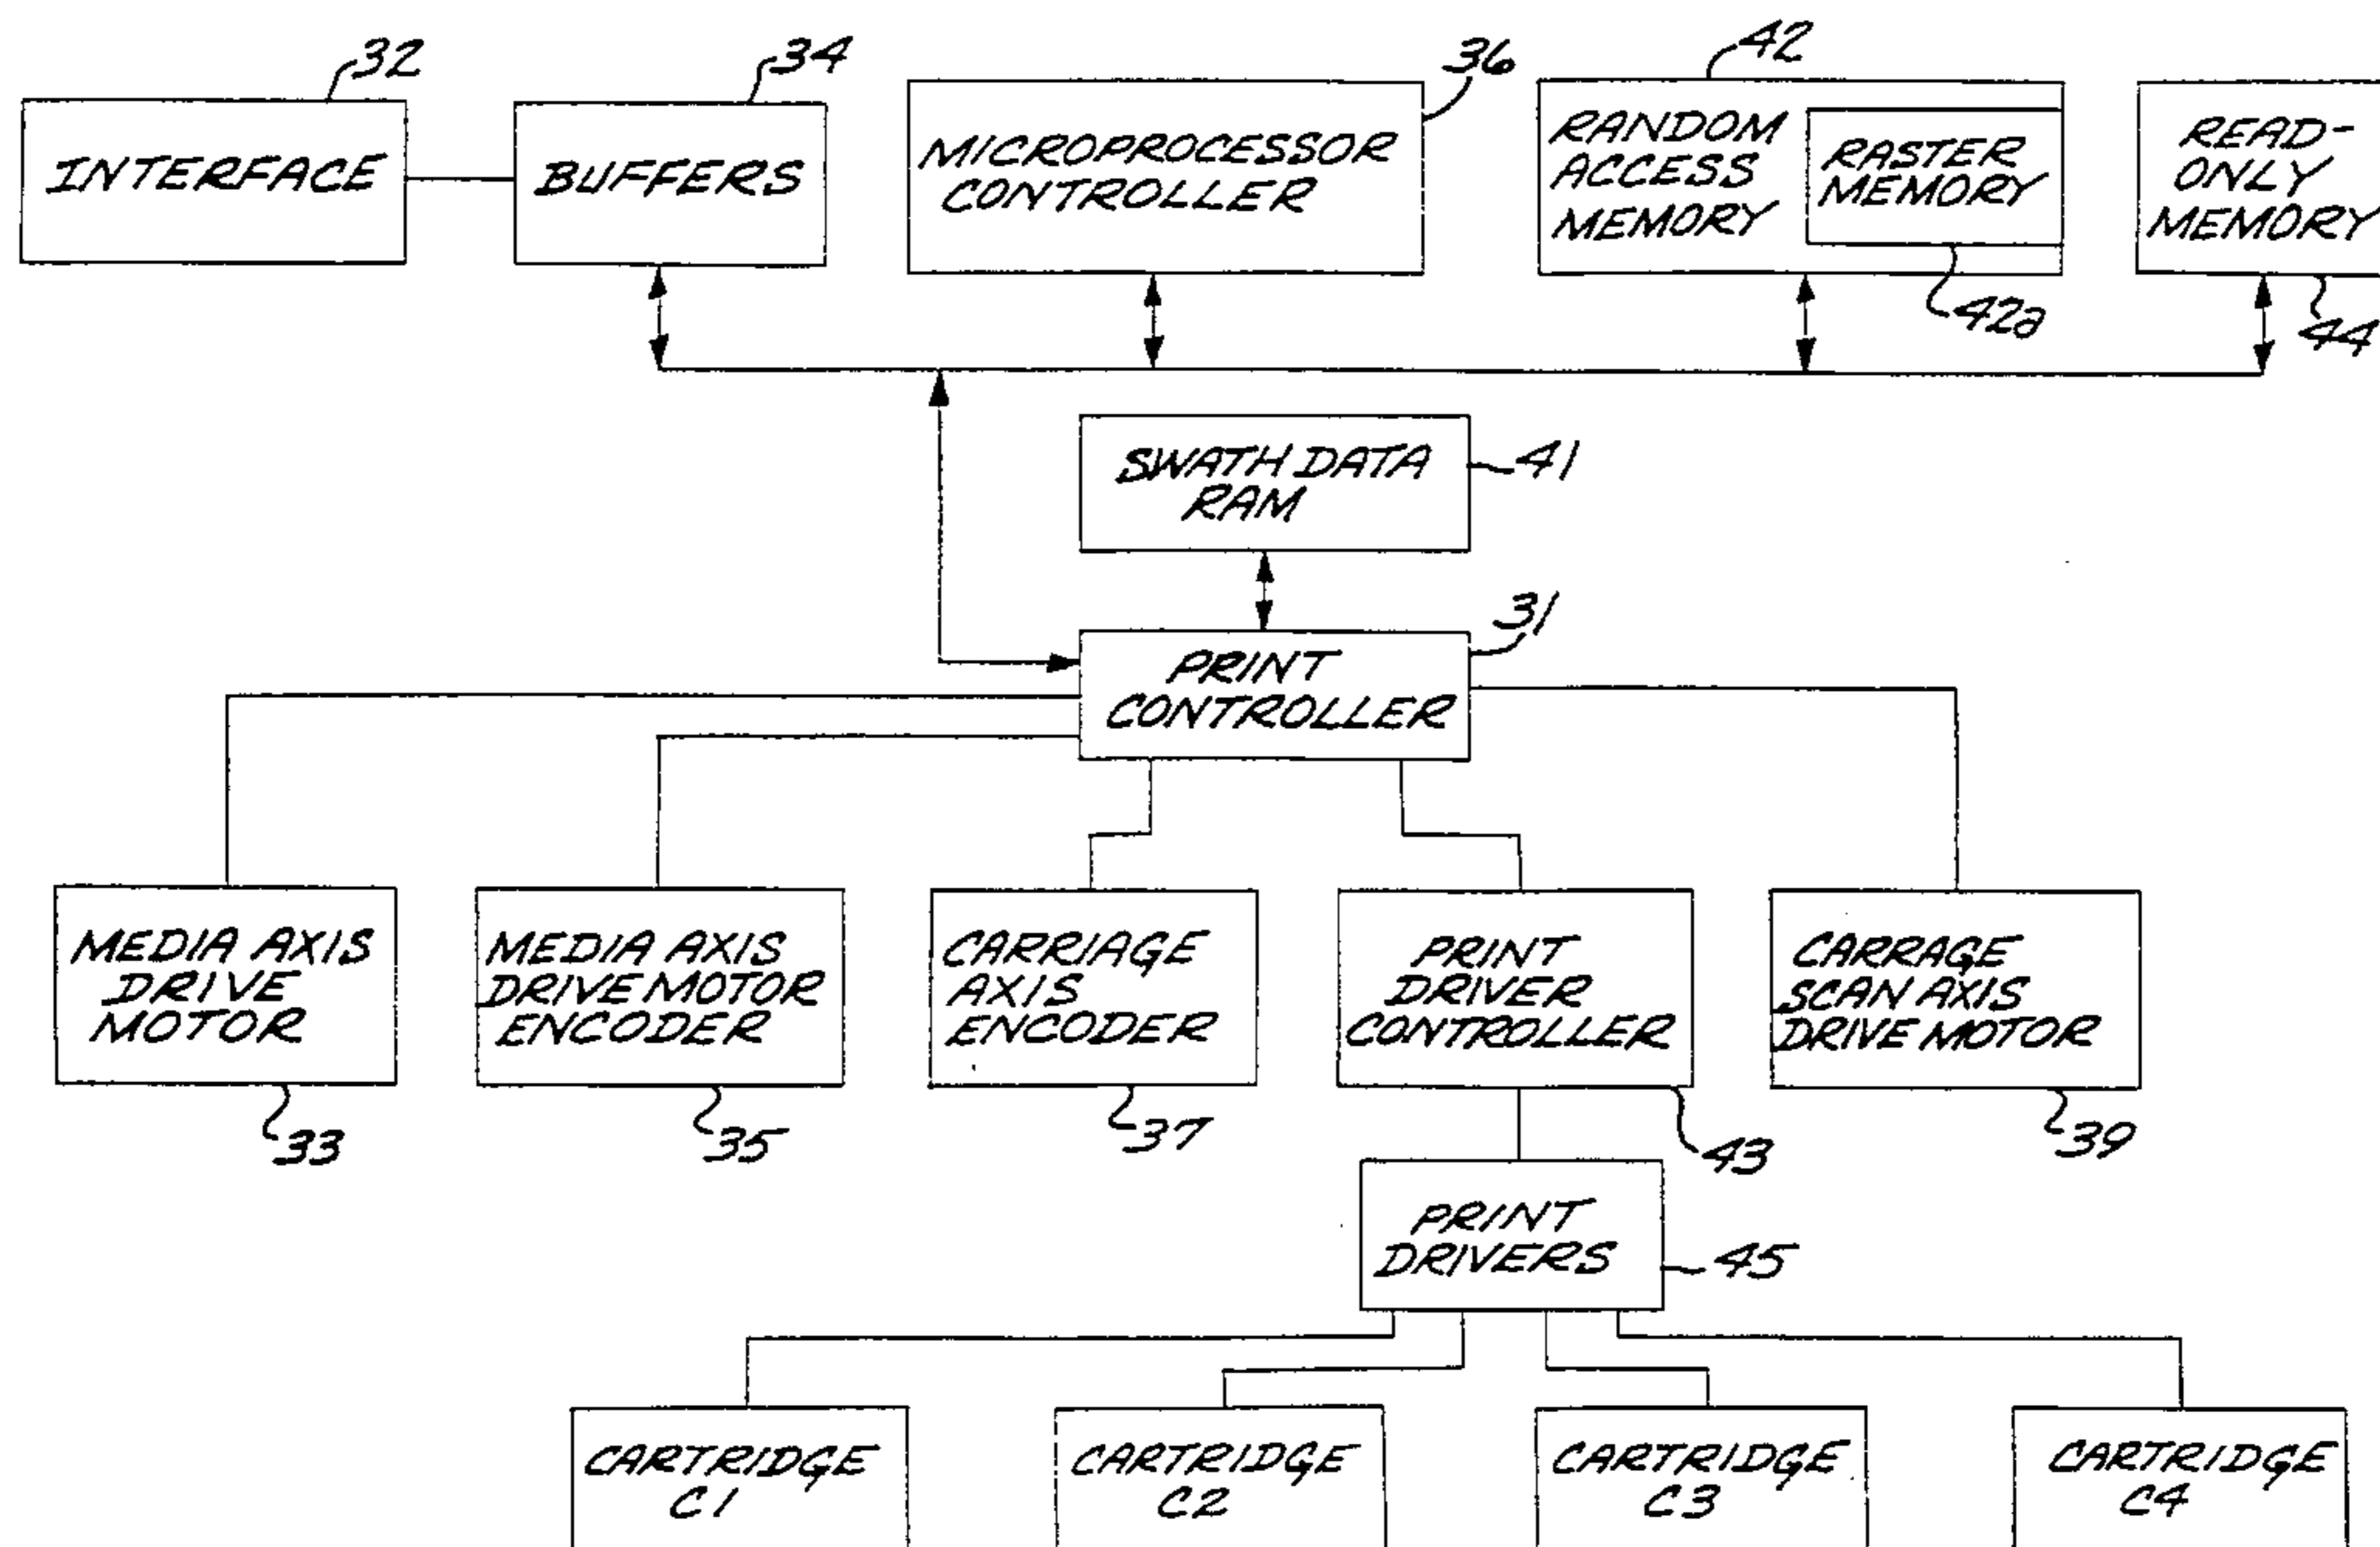 32
34
36
42
INTERFACE
BUFFERS
MICROPROCESSOR
CONTROLLER
RANDOM
ACCESS
MEMORY
RASTER
MEMORY
READ-
ONLY
MEMORY
42a
44
SWATH DATA
RAM
41
31
PRINT
CONTROLLER
MEDIA AXIS
DRIVE
MOTOR
MEDIA AXIS
DRIVE MOTOR
ENCODER
CARRIAGE
AXIS
ENCODER
PRINT
DRIVER
CONTROLLER
CARRAGE
SCAN AXIS
DRIVE MOTOR
33
35
37
43
39
PRINT
DRIVERS
45
CARTRIDGE
C1
CARTRIDGE
C2
CARTRIDGE
C3
CARTRIDGE
C4